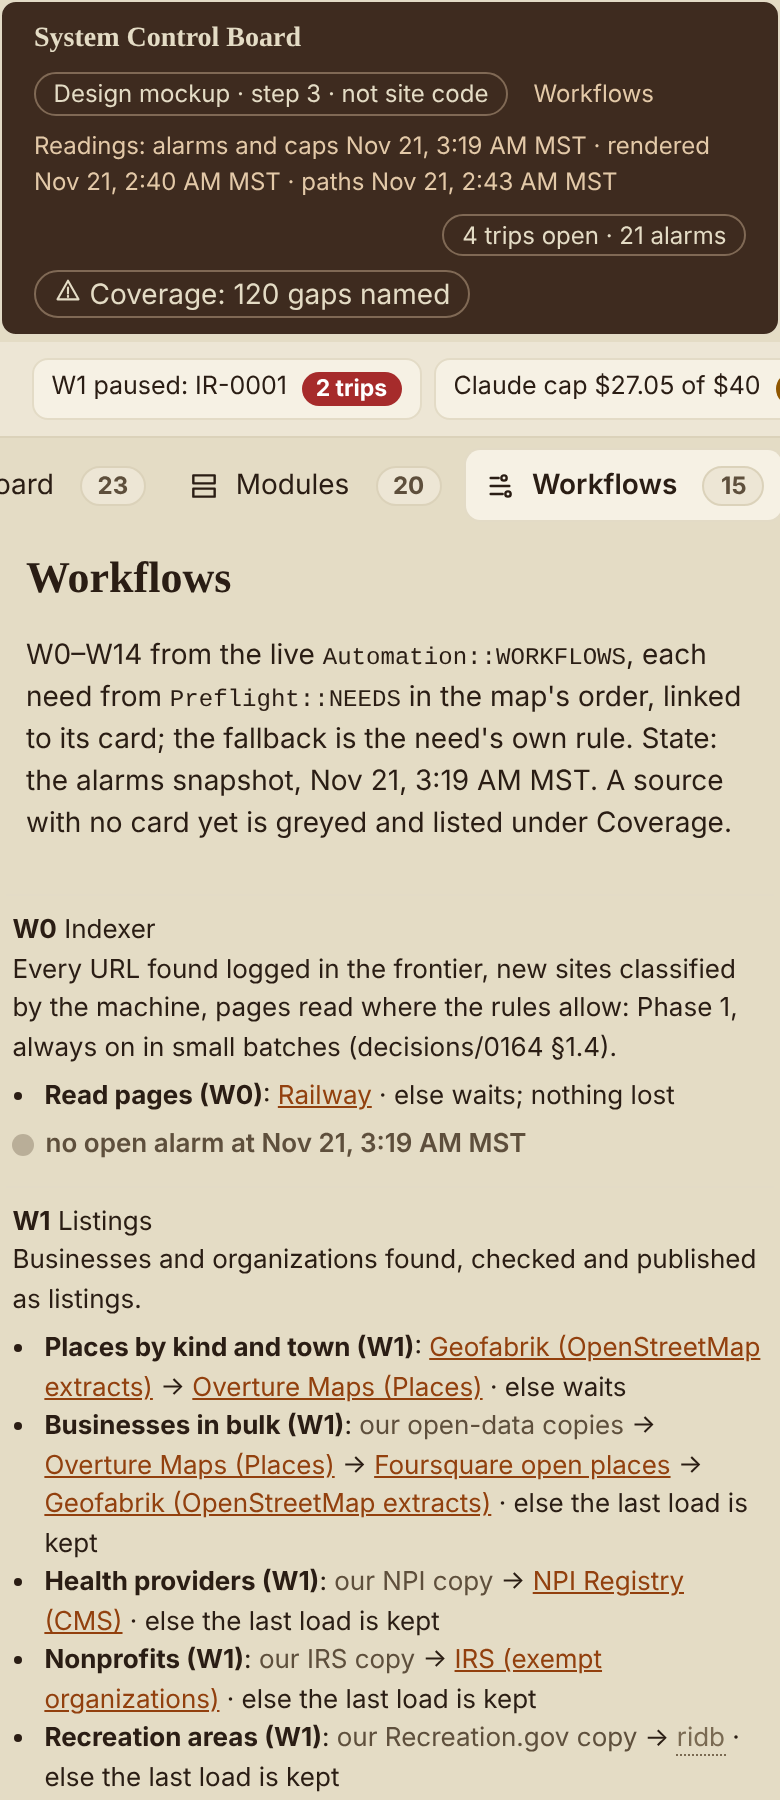 System Control Board
Design mockup · step 3 · not site code
Workflows
Readings: alarms and caps Nov 21, 3:19 AM MST · rendered
Nov 21, 2:40 AM MST · paths Nov 21, 2:43 AM MST
4 trips open · 21 alarms
⚠ Coverage: 120 gaps named
W1 paused: IR-0001 2 trips
Claude cap $27.05 of $40
oard 23
Modules 20
Workflows 15
Workflows
W0–W14 from the live Automation::WORKFLOWS, each
need from Preflight::NEEDS in the map's order, linked
to its card; the fallback is the need's own rule. State:
the alarms snapshot, Nov 21, 3:19 AM MST. A source
with no card yet is greyed and listed under Coverage.
W0 Indexer
Every URL found logged in the frontier, new sites classified
by the machine, pages read where the rules allow: Phase 1,
always on in small batches (decisions/0164 §1.4).
• Read pages (W0): Railway · else waits; nothing lost
no open alarm at Nov 21, 3:19 AM MST
W1 Listings
Businesses and organizations found, checked and published
as listings.
• Places by kind and town (W1): Geofabrik (OpenStreetMap
extracts) → Overture Maps (Places) · else waits
• Businesses in bulk (W1): our open-data copies →
Overture Maps (Places) → Foursquare open places →
Geofabrik (OpenStreetMap extracts) · else the last load is
kept
• Health providers (W1): our NPI copy → NPI Registry
(CMS) · else the last load is kept
• Nonprofits (W1): our IRS copy → IRS (exempt
organizations) · else the last load is kept
• Recreation areas (W1): our Recreation.gov copy → ridb ·
else the last load is kept